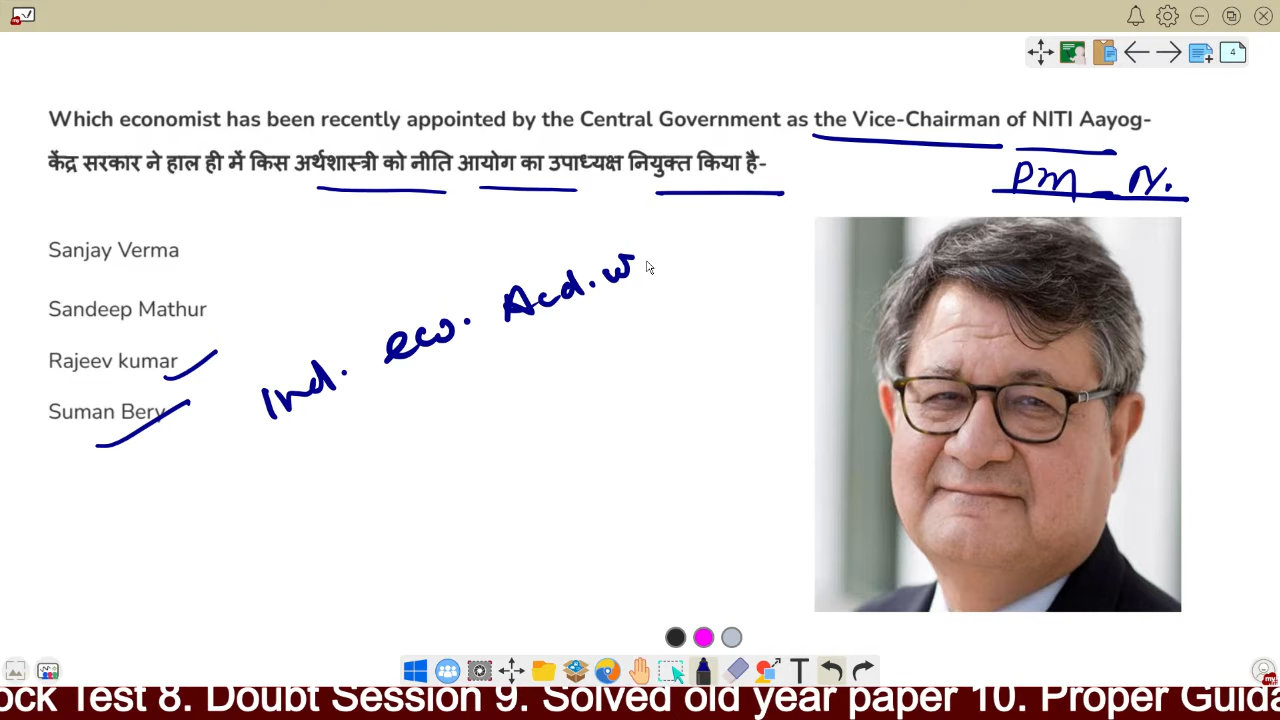 4
Which economist has been recently appointed by the Central Government as the Vice-Chairman of NITI Aayog-
केंद्र सरकार ने हाल ही में किस अर्थशास्त्री को नीति आयोग का उपाध्यक्ष नियुक्त किया है-
PM N.
Sanjay Verma
Sandeep Mathur
Rajeev kumar
Suman Bery
Ind. eco. Acd. w
ock Test 8. Doubt Session 9. Solved old year paper 10. Proper Guida